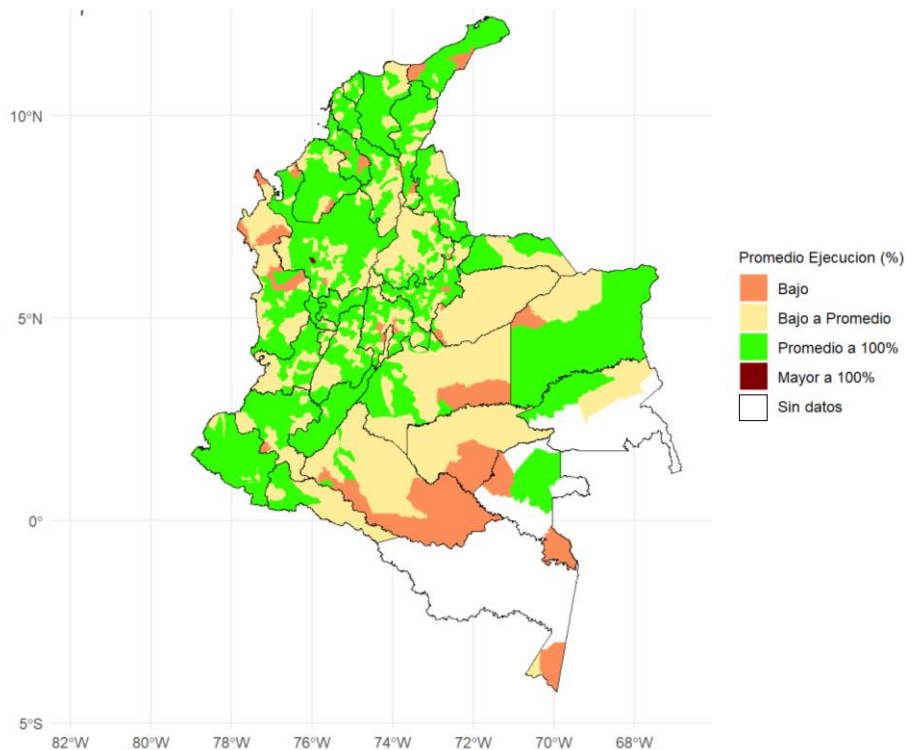 10°N
5°N
0°
5°S
82°W
80°W
78°W
76°W
74°W
72°W
70°W
68°W
Promedio Ejecucion (%)
Bajo
Bajo a Promedio
Promedio a 100%
Mayor a 100%
Sin datos